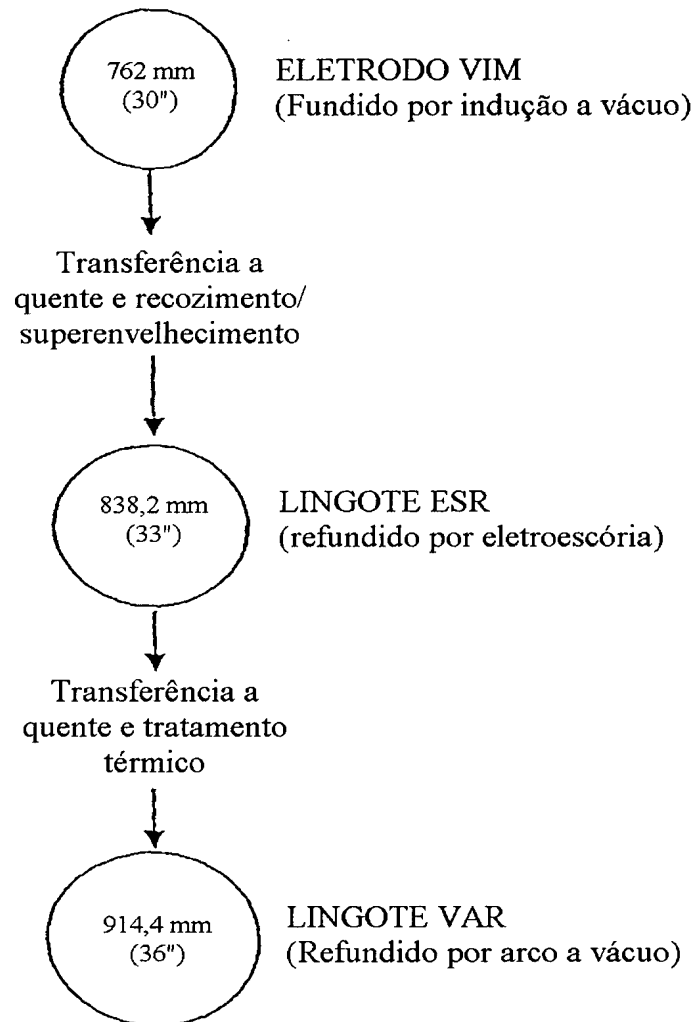 762 mm
(30")
ELETRODO VIM
(Fundido por indução a vácuo)
Transferência a
quente e recozimento/
superenvelhecimento
838,2 mm
(33")
LINGOTE ESR
(refundido por eletroescória)
Transferência a
quente e tratamento
térmico
914,4 mm
(36")
LINGOTE VAR
(Refundido por arco a vácuo)